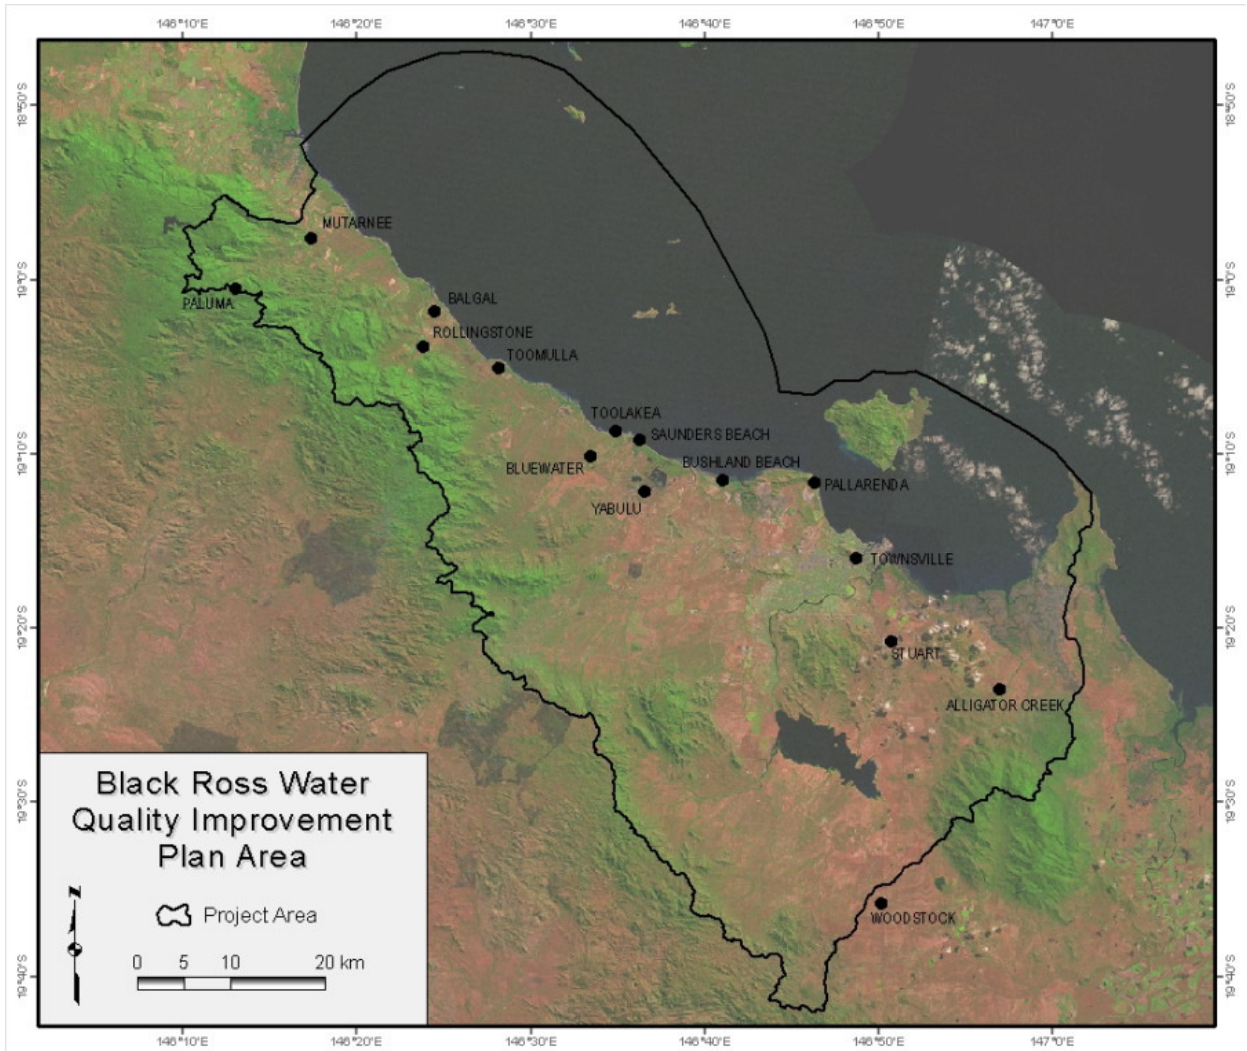 146°10'E 146°20'E 146°30'E 146°40'E 146°50'E 147°0'E
18°50'S 18°50'S
MUTARNEE
19°0'S 19°0'S
PALUMA
BALGAL
ROLLINGSTONE
TOOMULLA
TOOLAKEA
SAUNDERS BEACH
19°10'S 19°10'S
BLUEWATER
BUSHLAND BEACH
YABULU
PALLARENDA
TOWNSVILLE
19°20'S 19°20'S
STUART
ALLIGATOR CREEK
Black Ross Water
Quality Improvement
Plan Area
19°30'S 19°30'S
N
Project Area
WOODSTOCK
0 5 10 20 km
19°40'S 19°40'S
146°10'E 146°20'E 146°30'E 146°40'E 146°50'E 147°0'E